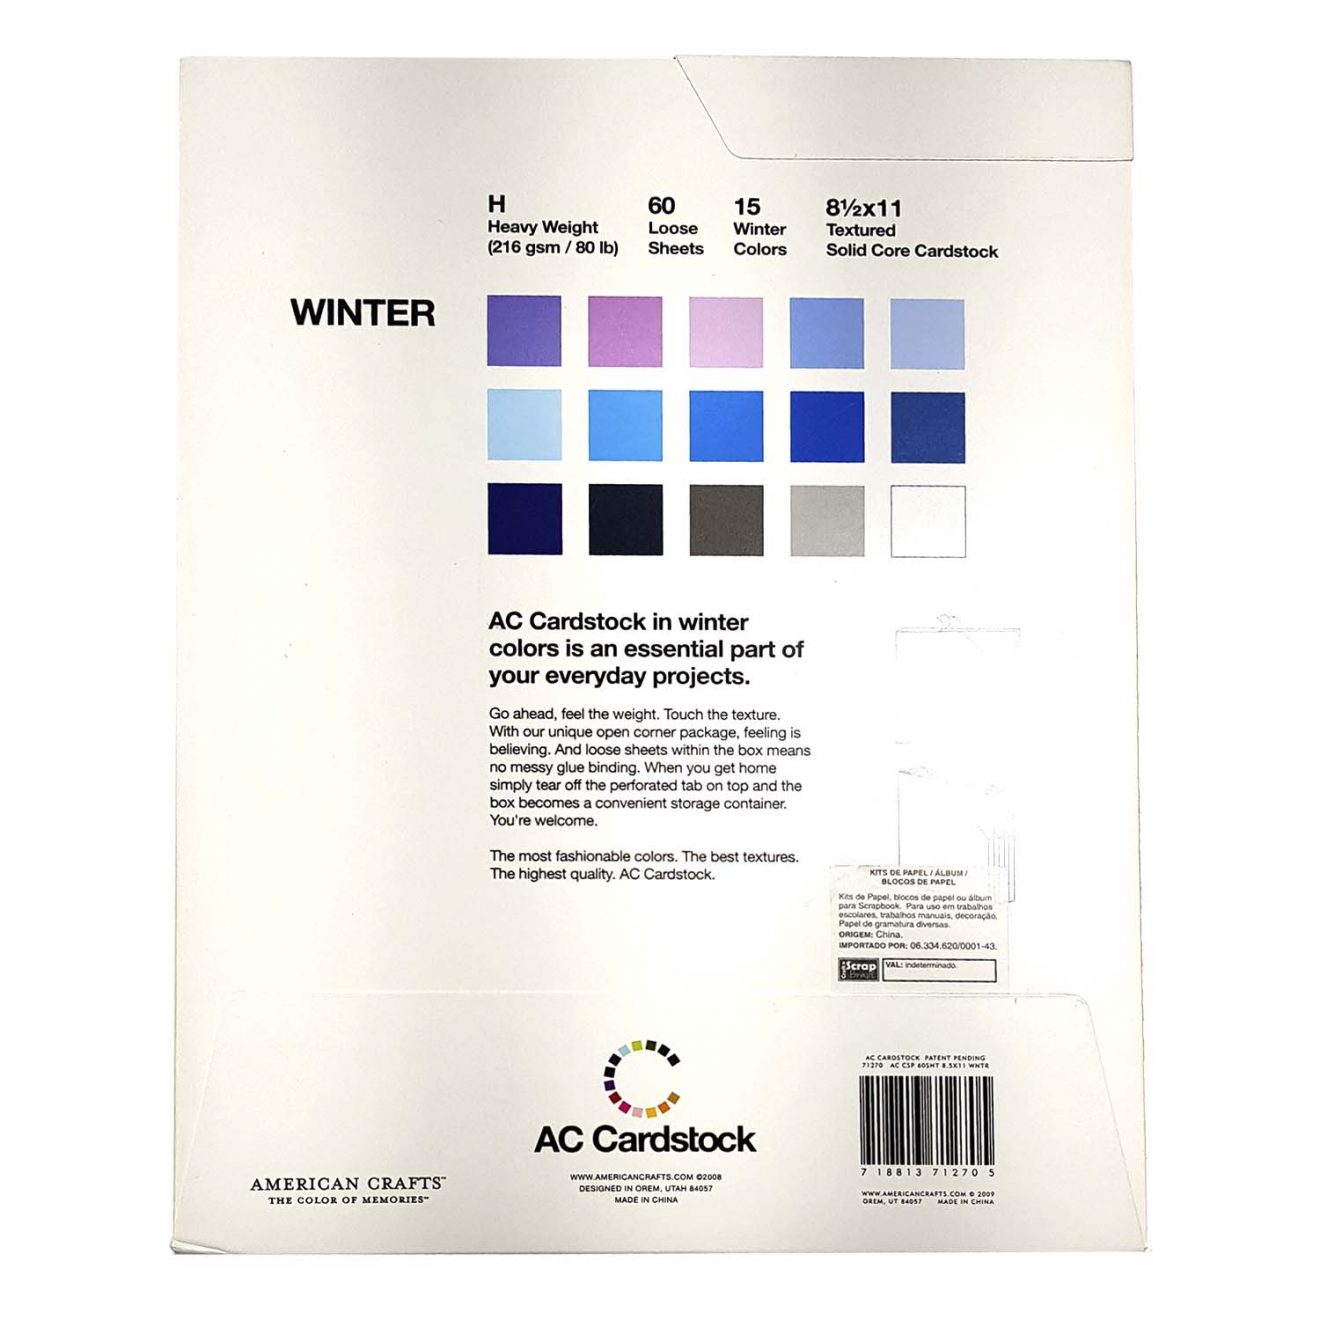 H
Heavy Weight
(216 gsm / 80 lb)
60
Loose
Sheets
15
Winter
Colors
8½x11
Textured
Solid Core Cardstock
WINTER
AC Cardstock in winter
colors is an essential part of
your everyday projects.
Go ahead, feel the weight. Touch the texture.
With our unique open corner package, feeling is
believing. And loose sheets within the box means
no messy glue binding. When you get home
simply tear off the perforated tab on top and the
box becomes a convenient storage container.
You're welcome.
The most fashionable colors. The best textures.
The highest quality. AC Cardstock.
KITS DE PAPEL / ÁLBUM /
BLOCOS DE PAPEL
Kits de Papel, blocos de papel ou álbum
para Scrapbook. Para uso em trabalhos
escolares, trabalhos manuais, decoração.
Papel de gramatura diversas.
ORIGEM: China.
IMPORTADO POR: 06.334.620/0001-43.
Scrap
VAL: indeterminado.
AC Cardstock
WWW.AMERICANCRAFTS.COM ©2008
DESIGNED IN OREM, UTAH 84057
MADE IN CHINA
AMERICAN CRAFTS™
THE COLOR OF MEMORIES™
AC CARDSTOCK PATENT PENDING
71270 AC CSP 60SHT 8.5X11 WNTR
7 18813 71270 5
WWW.AMERICANCRAFTS.COM © 2009
OREM, UT 84057 MADE IN CHINA